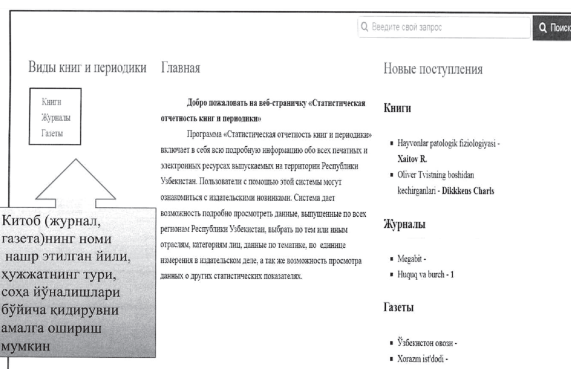 Введите свой запрос
Поиск
Виды книг и периодики
Книги
Журналы
Газеты
Китоб (журнал,
газета)нинг номи
нашр этилган йили,
ҳужжатнинг тури,
соҳа йўналишлари
бўйича қидирувни
амалга ошириш
мумкин
Главная
Добро пожаловать на веб-страничку «Статистическая
отчетность книг и периодики»
Программа «Статистическая отчетность книг и периодики»
включает в себя всю подробную информацию обо всех печатных и
электронных ресурсах выпускаемых на территории Республики
Узбекистан. Пользователи с помощью этой системы могут
ознакомиться с издательскими новинками. Система дает
возможность подробно просмотреть данные, выпущенные по всех
регионам Республики Узбекистан, выбрать по тем или иным
отраслям, категориям лиц, данные по тематике, по единице
измерения в издательском деле, а так же возможность просмотра
данных о других статистических показателях.
Новые поступления
Книги
Hayvonlar patologik fiziologiyasi -
Xaitov R.
Oliver Tvistning boshidan
kechirganlari - Dikkens Charls
Журналы
Megabit -
Huquq va burch - 1
Газеты
Ўзбекистон овози -
Xorazm ist'dodi -